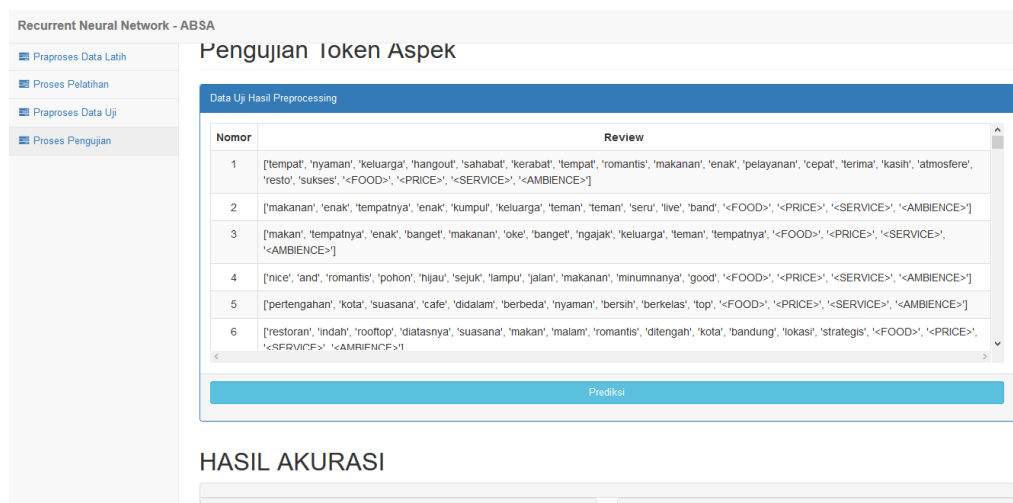 Recurrent Neural Network - ABSA
Praproses Data Latih
Proses Pelatihan
Praproses Data Uji
Proses Pengujian
Pengujian Token Aspek
Data Uji Hasil Preprocessing
Nomor Review
1 ['tempat', 'nyaman', 'keluarga', 'hangout', 'sahabat', 'kerabat', 'tempat', 'romantis', 'makanan', 'enak', 'pelayanan', 'cepat', 'terima', 'kasih', 'atmosfere',
'resto', 'sukses', '<FOOD>', '<PRICE>', '<SERVICE>', '<AMBIENCE>']
2 ['makanan', 'enak', 'tempatnya', 'enak', 'kumpul', 'keluarga', 'teman', 'teman', 'seru', 'live', 'band', '<FOOD>', '<PRICE>', '<SERVICE>', '<AMBIENCE>']
3 ['makan', 'tempatnya', 'enak', 'banget', 'makanan', 'oke', 'banget', 'ngajak', 'keluarga', 'teman', 'tempatnya', '<FOOD>', '<PRICE>', '<SERVICE>',
'<AMBIENCE>']
4 ['nice', 'and', 'romantis', 'pohon', 'hijau', 'sejuk', 'lampu', 'jalan', 'makanan', 'minumnanya', 'good', '<FOOD>', '<PRICE>', '<SERVICE>', '<AMBIENCE>']
5 ['pertengahan', 'kota', 'suasana', 'cafe', 'didalam', 'berbeda', 'nyaman', 'bersih', 'berkelas', 'top', '<FOOD>', '<PRICE>', '<SERVICE>', '<AMBIENCE>']
6 ['restoran', 'indah', 'rooftop', 'diatasnya', 'suasana', 'makan', 'malam', 'romantis', 'ditengah', 'kota', 'bandung', 'lokasi', 'strategis', '<FOOD>', '<PRICE>',
'<SERVICE>', '<AMBIENCE>']
Prediksi
HASIL AKURASI